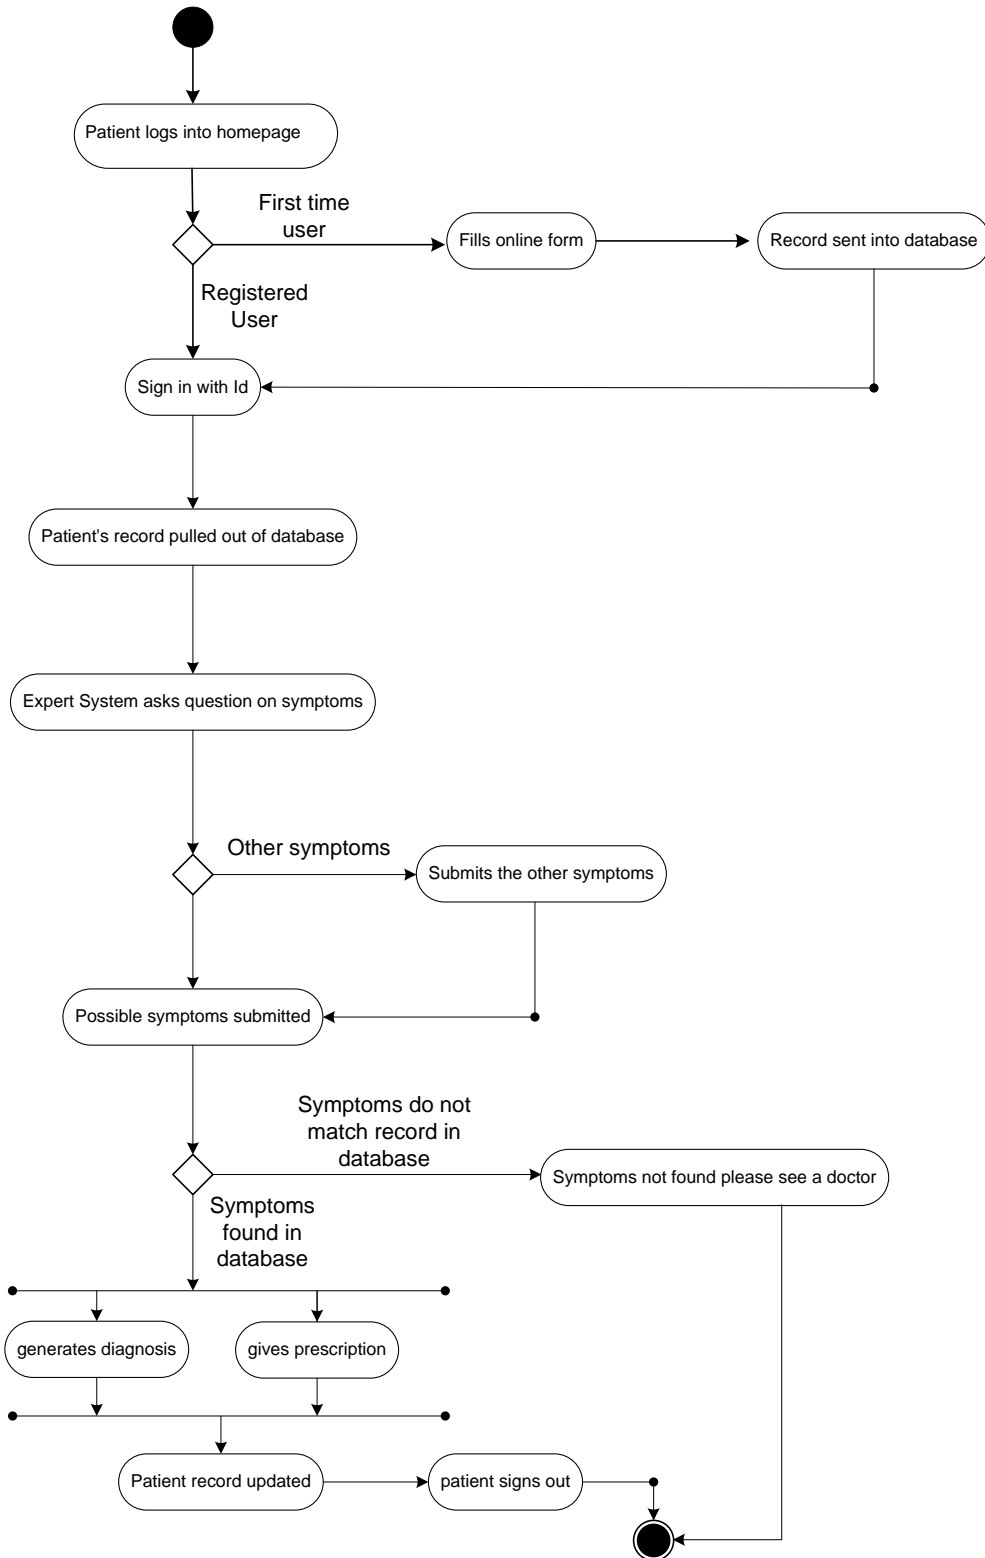 Patient logs into homepage
First time
user
Fills online form
Record sent into database
Registered
User
Sign in with Id
Patient's record pulled out of database
Expert System asks question on symptoms
Other symptoms
Submits the other symptoms
Possible symptoms submitted
Symptoms do not
match record in
database
Symptoms not found please see a doctor
Symptoms
found in
database
generates diagnosis
gives prescription
Patient record updated
patient signs out